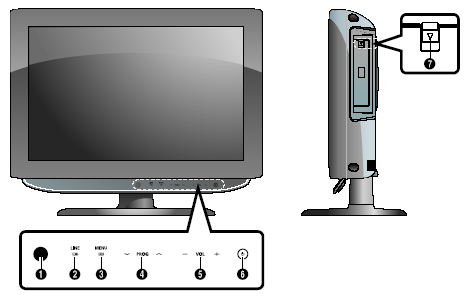 7
LINE MENU
PROG − VOL +
1 2 3 4 5 6